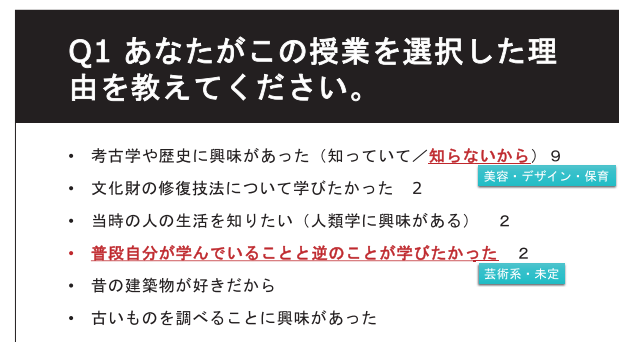 Q1 あなたがこの授業を選択した理
由を教えてください。
• 考古学や歴史に興味があった（知っていて／知らないから）９
美容・デザイン・保育
• 文化財の修復技法について学びたかった　２
• 当時の人の生活を知りたい（人類学に興味がある）　２
• 普段自分が学んでいることと逆のことが学びたかった　２
芸術系・未定
• 昔の建築物が好きだから
• 古いものを調べることに興味があった